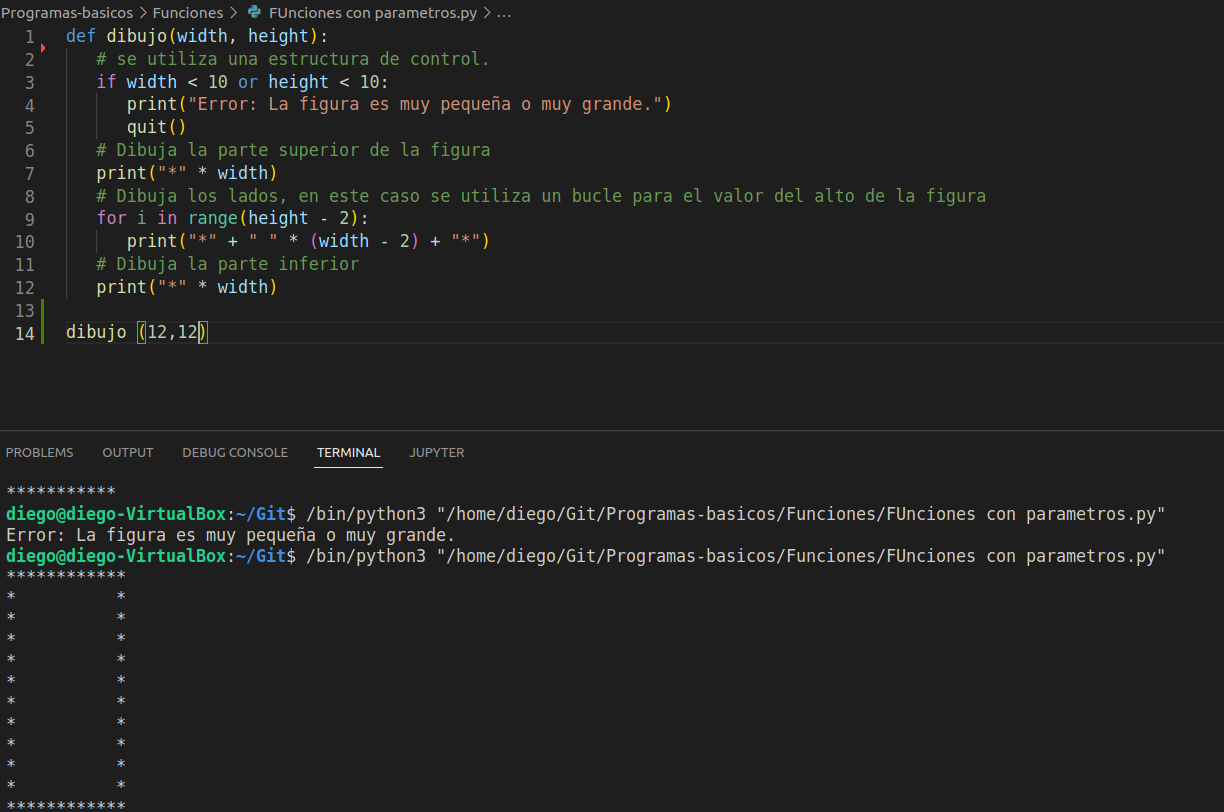 Programas-basicos > Funciones > FUnciones con parametros.py > ...
1 def dibujo(width, height):
2 # se utiliza una estructura de control.
3 if width < 10 or height < 10:
4 print("Error: La figura es muy pequeña o muy grande.")
5 quit()
6 # Dibuja la parte superior de la figura
7 print("*" * width)
8 # Dibuja los lados, en este caso se utiliza un bucle para el valor del alto de la figura
9 for i in range(height - 2):
10 print("*" + " " * (width - 2) + "*")
11 # Dibuja la parte inferior
12 print("*" * width)
13
14 dibujo (12,12)
PROBLEMS OUTPUT DEBUG CONSOLE TERMINAL JUPYTER
***********
diego@diego-VirtualBox:~/Git$ /bin/python3 "/home/diego/Git/Programas-basicos/Funciones/FUnciones con parametros.py"
Error: La figura es muy pequeña o muy grande.
diego@diego-VirtualBox:~/Git$ /bin/python3 "/home/diego/Git/Programas-basicos/Funciones/FUnciones con parametros.py"
************
*          *
*          *
*          *
*          *
*          *
*          *
*          *
*          *
*          *
*          *
************